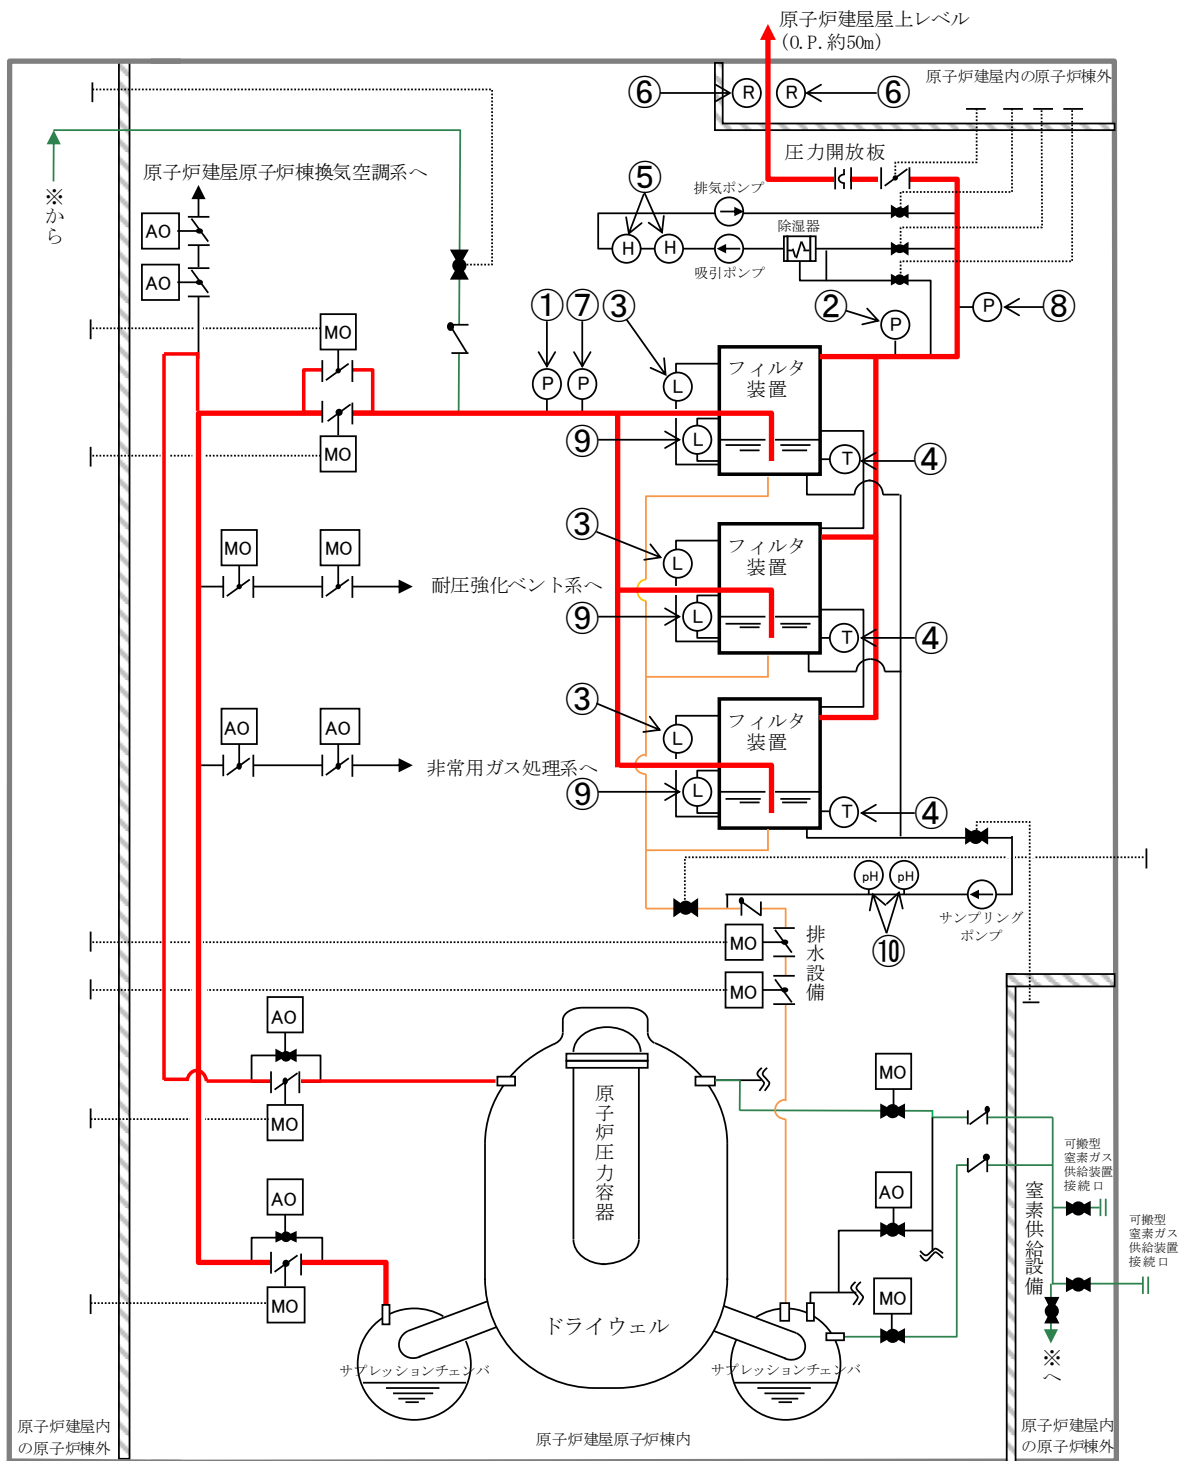 原子炉建屋屋上レベル
(O.P.約50m)
原子炉建屋内の原子炉棟外
⑥
R
R
⑥
圧力開放板
原子炉建屋原子炉棟換気空調系へ
※から
⑤
排気ポンプ
除湿器
H
H
吸引ポンプ
AO
AO
①
⑦
③
②
P
⑧
P
P
P
MO
MO
L
フィルタ
装置
⑨
L
T
④
③
L
フィルタ
装置
⑨
L
T
④
MO
MO
耐圧強化ベント系へ
③
L
フィルタ
装置
⑨
L
T
④
AO
AO
非常用ガス処理系へ
pH
pH
サンプリング
ポンプ
⑩
MO
MO
排水設備
AO
MO
AO
MO
原子炉圧力容器
ドライウェル
サプレッションチェンバ
サプレッションチェンバ
MO
AO
MO
窒素供給設備
可搬型
窒素ガス
供給装置
接続口
可搬型
窒素ガス
供給装置
接続口
※へ
原子炉建屋内
の原子炉棟外
原子炉建屋原子炉棟内
原子炉建屋内
の原子炉棟外